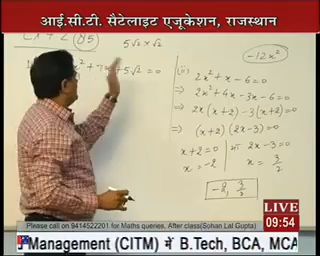 आई.सी.टी. सैटेलाइट एजूकेशन, राजस्थान
5√2 × √2
x² + 7x + 5√2 = 0
(ii)
-12x²
2x² + x - 6 = 0
⇒ 2x² + 4x - 3x - 6 = 0
⇒ 2x(x+2) - 3(x+2) = 0
⇒ (x+2)(2x-3) = 0
x+2=0 या 2x-3=0
x = -2 x = 3/2
-2, 3/2
LIVE
09:54
Please call on 9414522201 for Maths queries. After class(Sohan Lal Gupta)
Management (CITM) में B.Tech, BCA, MCA